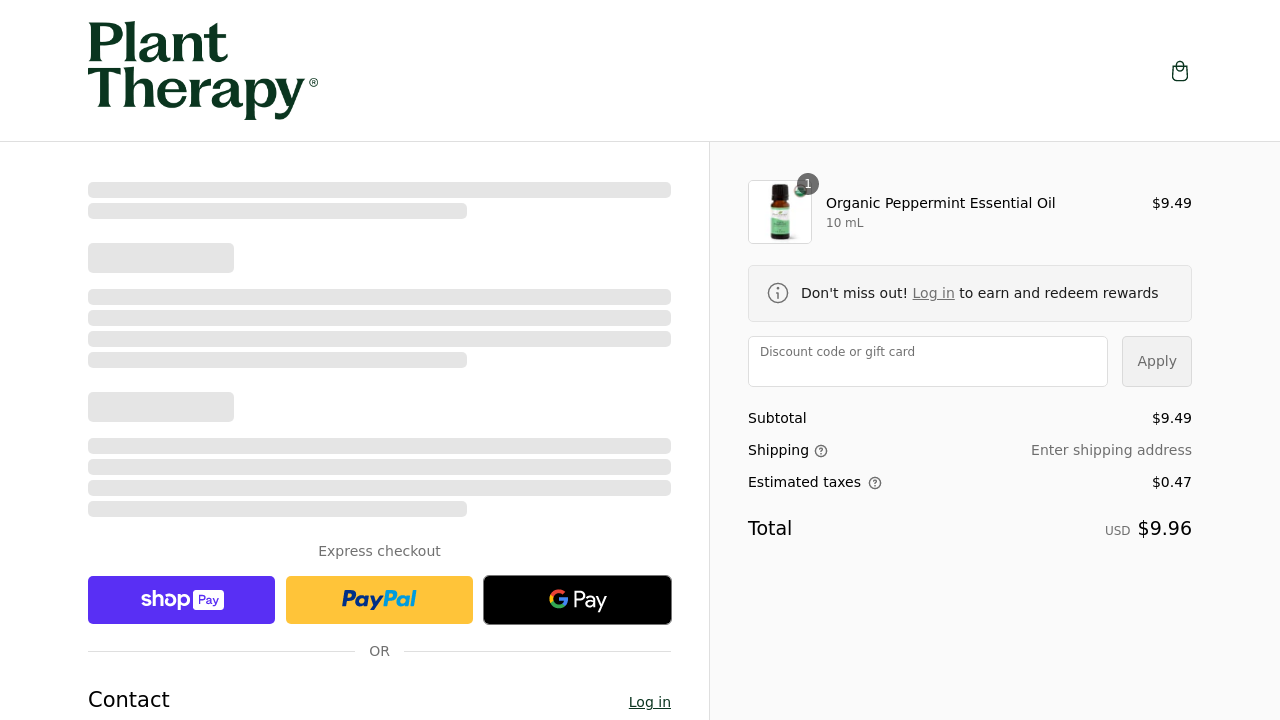 Plant
Therapy®
1
Organic Peppermint Essential Oil
$9.49
10 mL
Don't miss out! Log in to earn and redeem rewards
Discount code or gift card
Apply
Subtotal
$9.49
Shipping
Enter shipping address
Estimated taxes
$0.47
Total
USD $9.96
Express checkout
shop Pay
PayPal
G Pay
OR
Contact
Log in